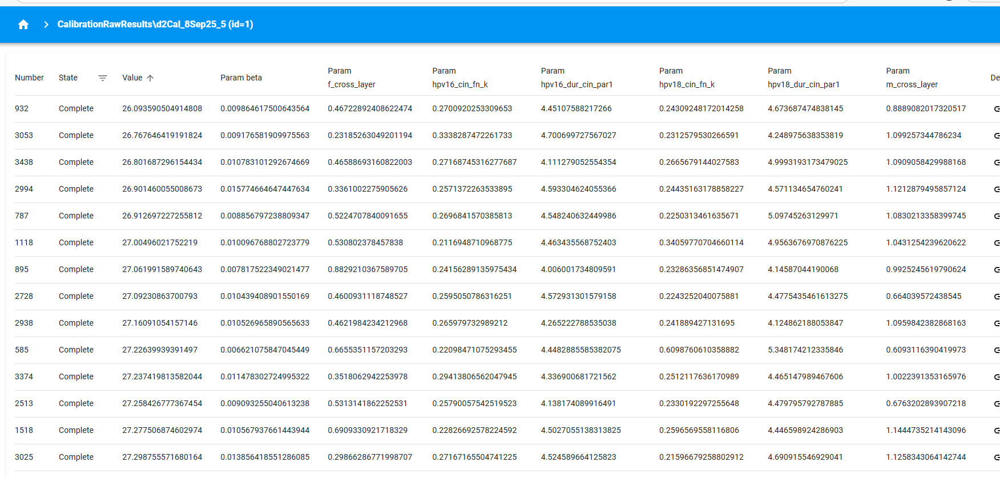 CalibrationRawResults\d2Cal_8Sep25_5 (id=1)
Number State Value Param beta Param f_cross_layer Param hpv16_cin_fn_k Param hpv16_dur_cin_par1 Param hpv18_cin_fn_k Param hpv18_dur_cin_par1 Param m_cross_layer De
932 Complete 26.093590504914808 0.009864617500643564 0.46722892408622474 0.2700920253309653 4.45107588217266 0.24309248172014258 4.673687474838145 0.8889082017320517
3053 Complete 26.767646419191824 0.009176581909975563 0.23185263049201194 0.3338287472261733 4.700699727567027 0.2312579530266591 4.248975638353819 1.099257344786234
3438 Complete 26.801687296154434 0.010783101292674669 0.46588693160822003 0.27168745316277687 4.111279052554354 0.2665679144027583 4.9993193173479025 1.0909058429988168
2994 Complete 26.901460055008673 0.015774664647447634 0.3361002275905626 0.2571372263533895 4.593304624055366 0.24435163178858227 4.571134654760241 1.1212879495857124
787 Complete 26.912697227255812 0.008856797238809347 0.5224707840091655 0.2696841570385813 4.548240632449986 0.2250313461635671 5.09745263129971 1.0830213358399745
1118 Complete 27.00496021752219 0.010096768802723779 0.530802378457838 0.2116948710968775 4.463435568752403 0.34059770704660114 4.9563676970876225 1.0431254239620622
895 Complete 27.061991589740643 0.007817522349021477 0.8829210367589705 0.24156289135975434 4.006001734809591 0.23286356851474907 4.14587044190068 0.9925245619790624
2728 Complete 27.09230863700793 0.010439408901550169 0.4600931118748527 0.2595050786316251 4.572931301579158 0.2243252040075881 4.4775435461613275 0.664039572438545
2938 Complete 27.16091054157146 0.010526965890565633 0.4621984234212968 0.265979732989212 4.265222788535038 0.241889427131695 4.124862188053847 1.0959842382868163
585 Complete 27.22639939391497 0.006621075847045449 0.6655351157203293 0.22098471075293455 4.4482885585382075 0.6098760610358882 5.348174212335846 0.6093116390419973
3374 Complete 27.237419813582044 0.011478302724995322 0.3518062942253978 0.29413806562047945 4.336900681721562 0.2512117636170989 4.465147989467606 1.0022391353165976
2513 Complete 27.258426777367454 0.009093255040613238 0.5313141862252531 0.25790057542519523 4.138174089916491 0.2330192297255648 4.479795792787885 0.6763202893907218
1518 Complete 27.277506874602974 0.010567937661443944 0.6909330921718329 0.22826692578224592 4.5027055138313825 0.2596569558116806 4.446598924286903 1.1444735214143096
3025 Complete 27.298755571680164 0.013856418551286085 0.29866286771998707 0.27167165504741225 4.524589664125823 0.21596679258802912 4.690915546929041 1.1258343064142744